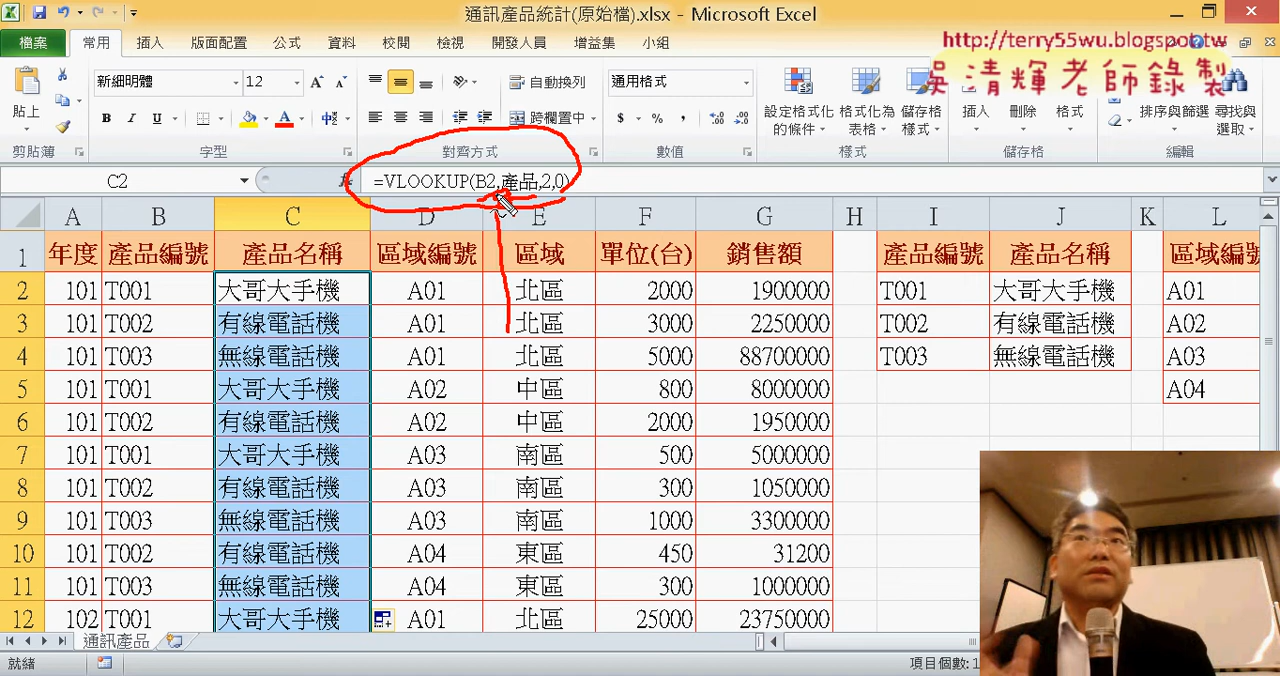 通訊產品統計(原始檔).xlsx - Microsoft Excel
http://terry55wu.blogspot.tw
吳清輝老師錄製
檔案 常用 插入 版面配置 公式 資料 校閱 檢視 開發人員 增益集 小組
新細明體 12 自動換列 通用格式
貼上 B I U A 跨欄置中 $ % , 設定格式化的條件 格式化為表格 儲存格樣式 插入 刪除 格式 排序與篩選 尋找與選取
剪貼簿 字型 對齊方式 數值 樣式 儲存格 編輯
C2 fx =VLOOKUP(B2,產品,2,0)
A B C D E F G H I J K L
1 年度 產品編號 產品名稱 區域編號 區域 單位(台) 銷售額 產品編號 產品名稱 區域編號
2 101 T001 大哥大手機 A01 北區 2000 1900000 T001 大哥大手機 A01
3 101 T002 有線電話機 A01 北區 3000 2250000 T002 有線電話機 A02
4 101 T003 無線電話機 A01 北區 5000 88700000 T003 無線電話機 A03
5 101 T001 大哥大手機 A02 中區 800 8000000 A04
6 101 T002 有線電話機 A02 中區 2000 1950000
7 101 T001 大哥大手機 A03 南區 500 5000000
8 101 T002 有線電話機 A03 南區 300 1050000
9 101 T003 無線電話機 A03 南區 1000 3300000
10 101 T002 有線電話機 A04 東區 450 31200
11 101 T003 無線電話機 A04 東區 300 1000000
12 102 T001 大哥大手機 A01 北區 25000 23750000
通訊產品
就緒 項目個數: